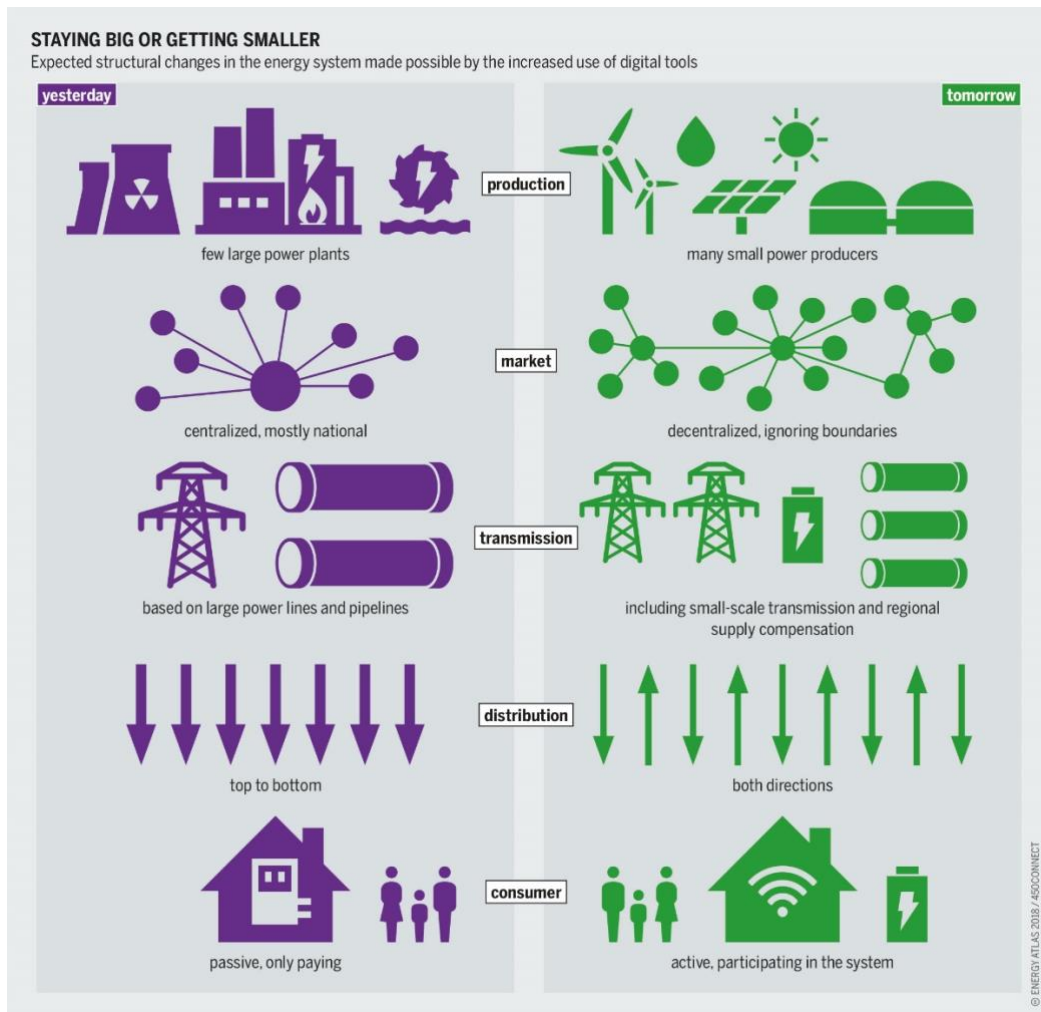 STAYING BIG OR GETTING SMALLER
Expected structural changes in the energy system made possible by the increased use of digital tools
yesterday
tomorrow
production
few large power plants
many small power producers
market
centralized, mostly national
decentralized, ignoring boundaries
transmission
based on large power lines and pipelines
including small-scale transmission and regional
supply compensation
distribution
top to bottom
both directions
consumer
passive, only paying
active, participating in the system
© ENERGY ATLAS 2018 / 450CONNECT